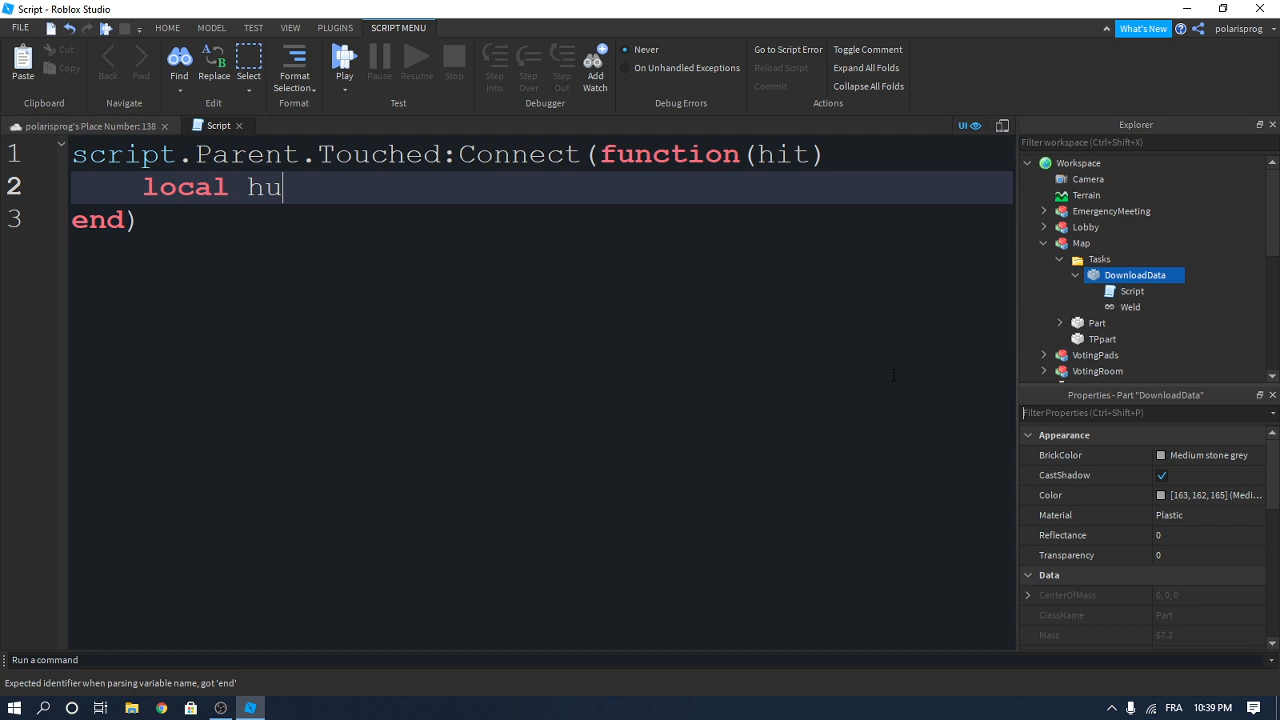 Script - Roblox Studio
FILE HOME MODEL TEST VIEW PLUGINS SCRIPT MENU What's New polarisprog
Paste Cut Copy Back Fwd Find Replace Select Format Selection Play Pause Resume Stop Step Into Step Over Step Out Add Watch
Never
On Unhandled Exceptions
Go to Script Error
Reload Script
Commit
Toggle Comment
Expand All Folds
Collapse All Folds
Clipboard Navigate Edit Format Test Debugger Debug Errors Actions
polarisprog's Place Number: 138 Script UI
1 script.Parent.Touched:Connect(function(hit)
2 local hu
3 end)
Explorer
Filter workspace (Ctrl+Shift+X)
Workspace
Camera
Terrain
EmergencyMeeting
Lobby
Map
Tasks
DownloadData
Script
Weld
Part
TPpart
VotingPads
VotingRoom
Properties - Part "DownloadData"
Filter Properties (Ctrl+Shift+P)
Appearance
BrickColor Medium stone grey
CastShadow
Color [163, 162, 165] (Medi...
Material Plastic
Reflectance 0
Transparency 0
Data
CenterOfMass 0, 0, 0
ClassName Part
Mass 67.2
Run a command
Expected identifier when parsing variable name, got 'end'
FRA 10:39 PM